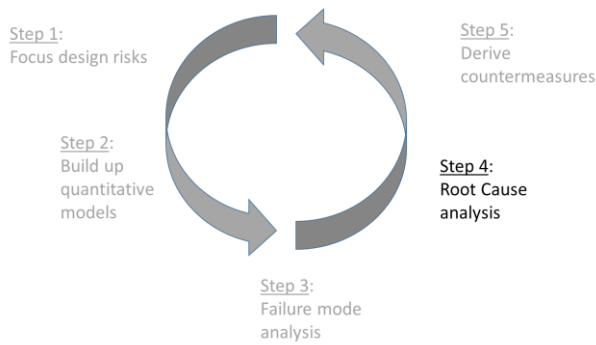 Step 1:
Focus design risks
Step 2:
Build up
quantitative
models
Step 3:
Failure mode
analysis
Step 4:
Root Cause
analysis
Step 5:
Derive
countermeasures